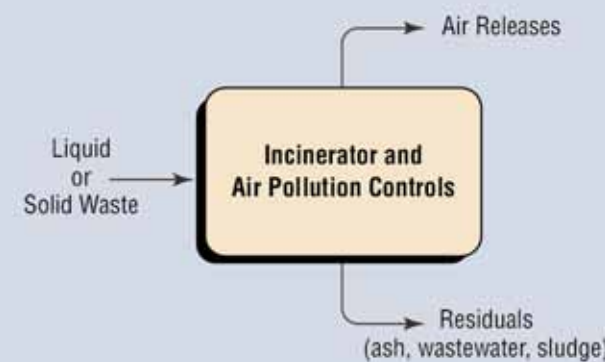 Air Releases
Liquid
or
Solid Waste
Incinerator and
Air Pollution Controls
Residuals
(ash, wastewater, sludge)